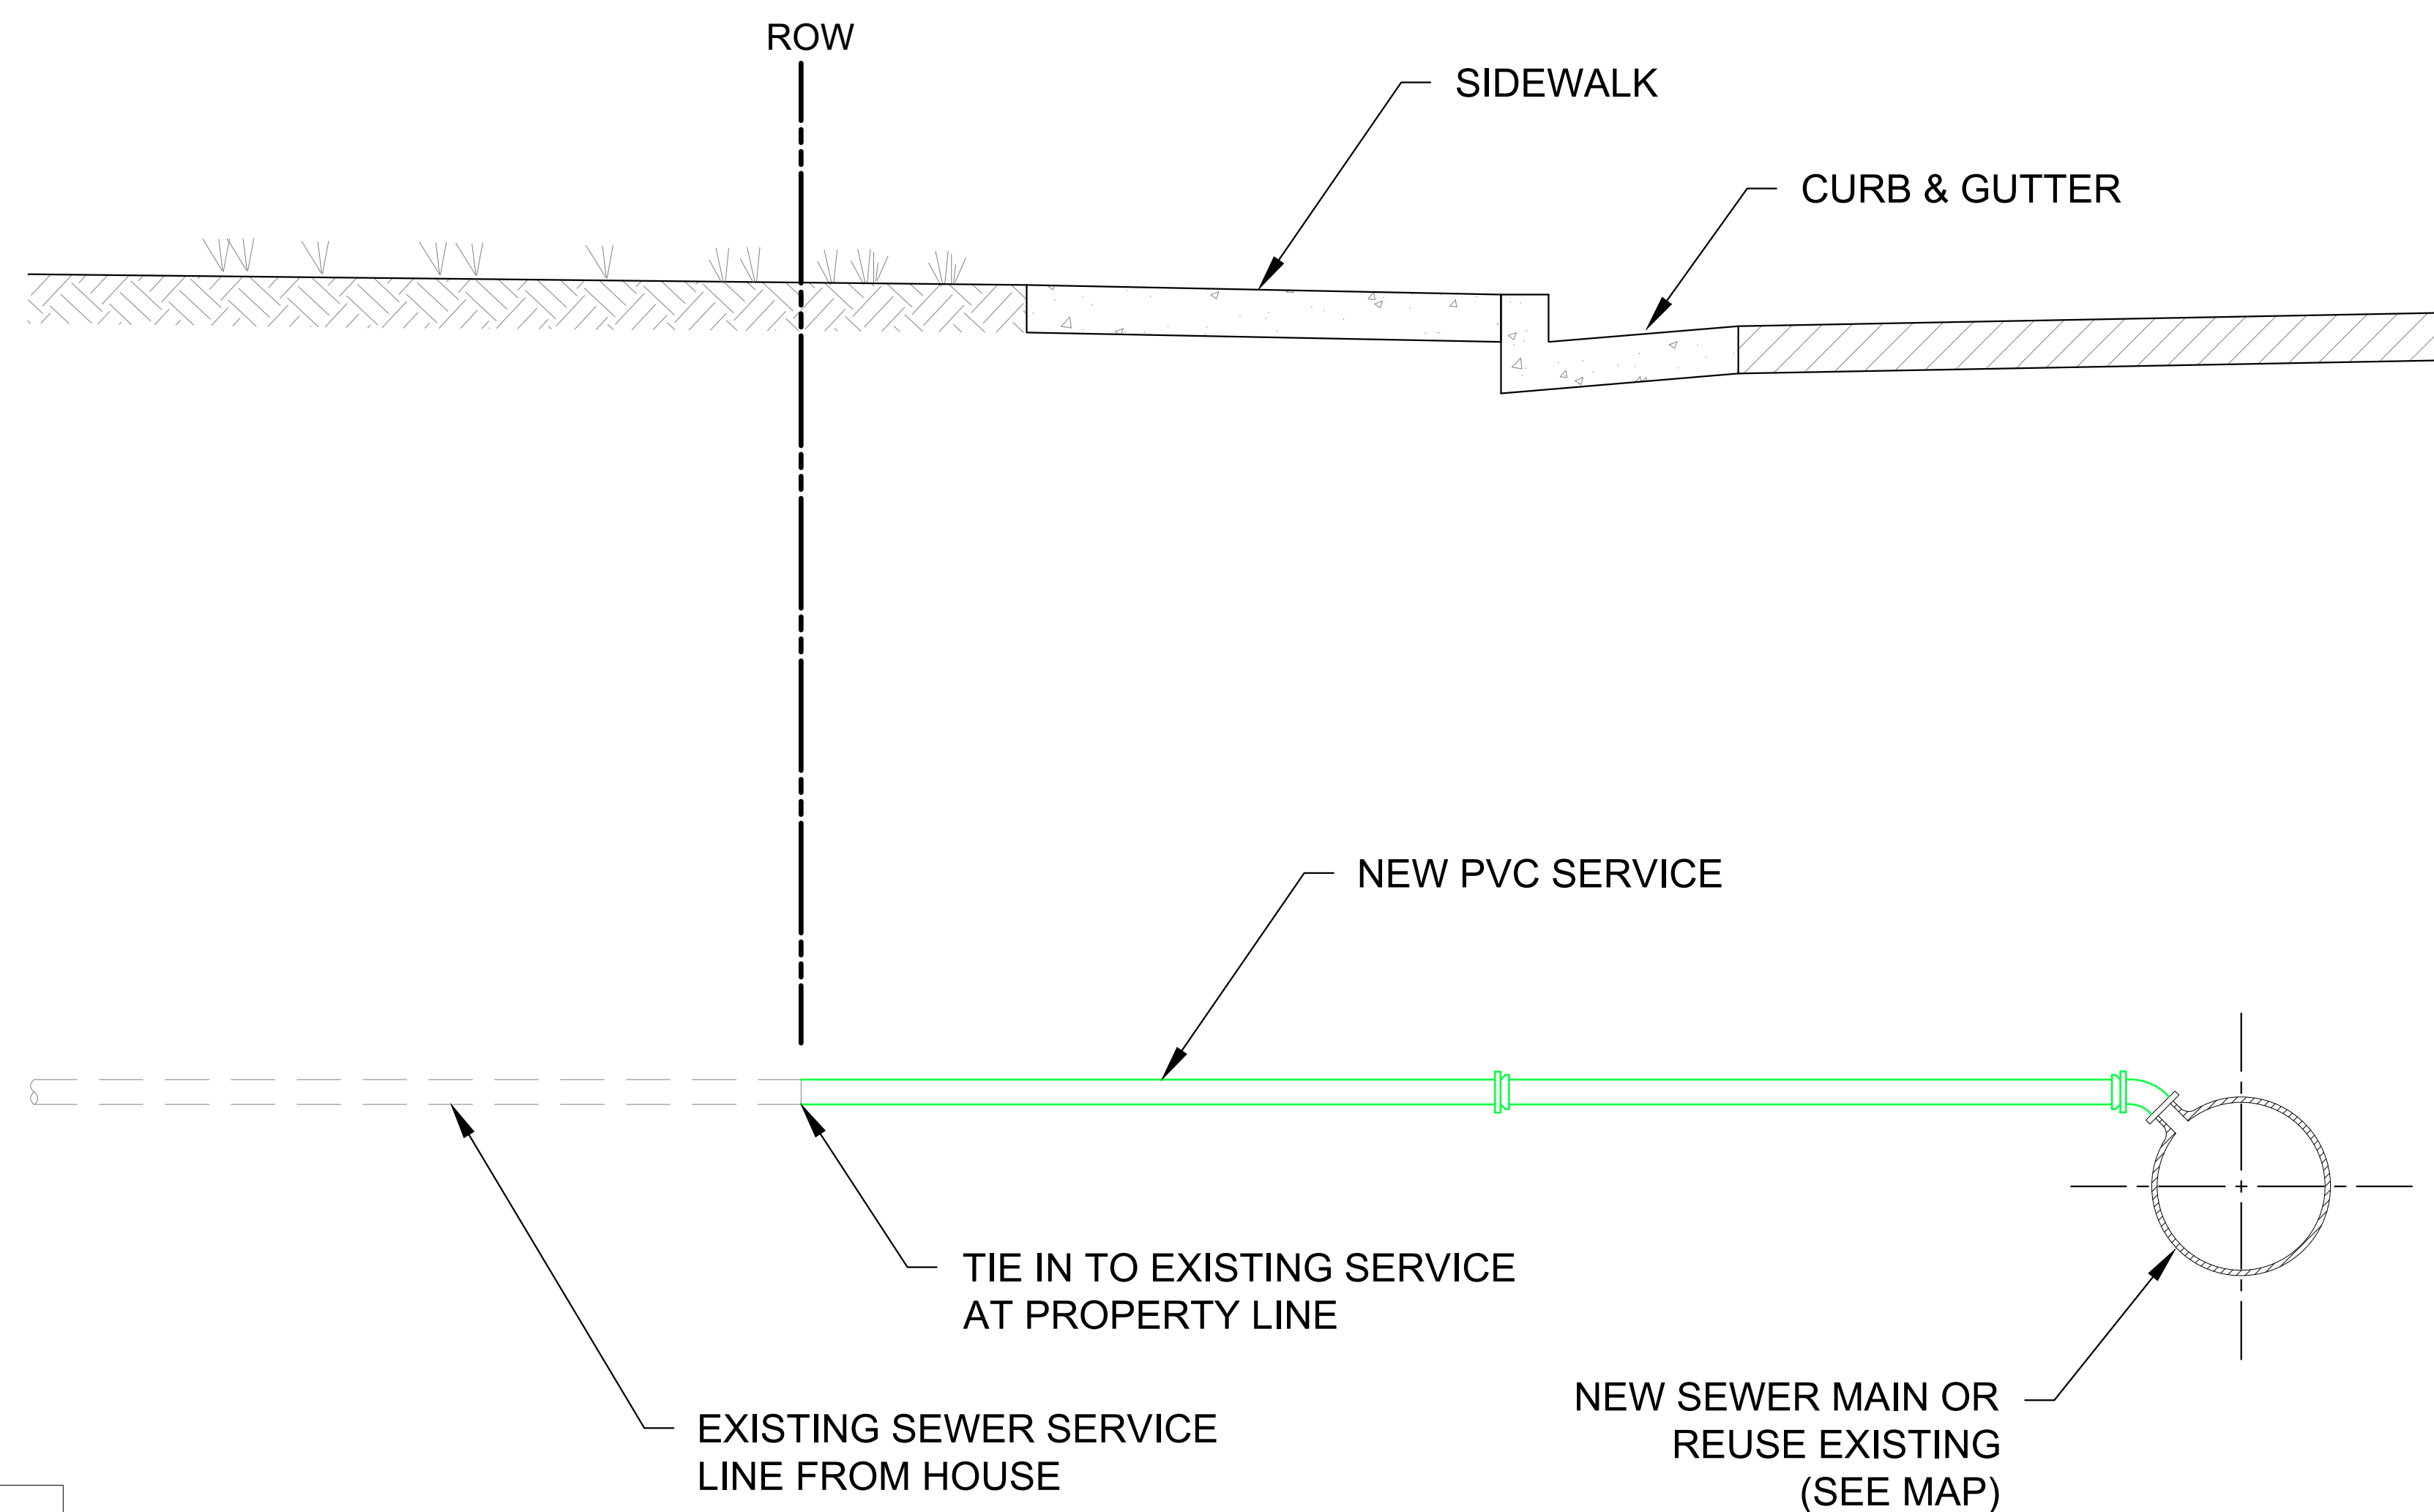 ROW
SIDEWALK
CURB & GUTTER
NEW PVC SERVICE
TIE IN TO EXISTING SERVICE
AT PROPERTY LINE
EXISTING SEWER SERVICE
LINE FROM HOUSE
NEW SEWER MAIN OR
REUSE EXISTING
(SEE MAP)